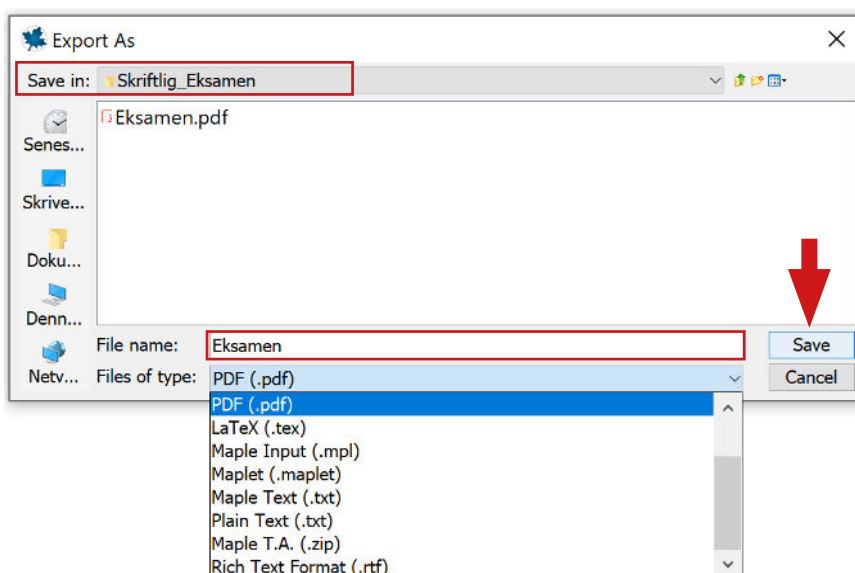 Export As
Save in: Skriftlig_Eksamen
Eksamen.pdf
Senes...
Skrive...
Doku...
Denn...
Netv...
File name: Eksamen Save
Files of type: PDF (.pdf) Cancel
PDF (.pdf)
LaTeX (.tex)
Maple Input (.mpl)
Maplet (.maplet)
Maple Text (.txt)
Plain Text (.txt)
Maple T.A. (.zip)
Rich Text Format (.rtf)